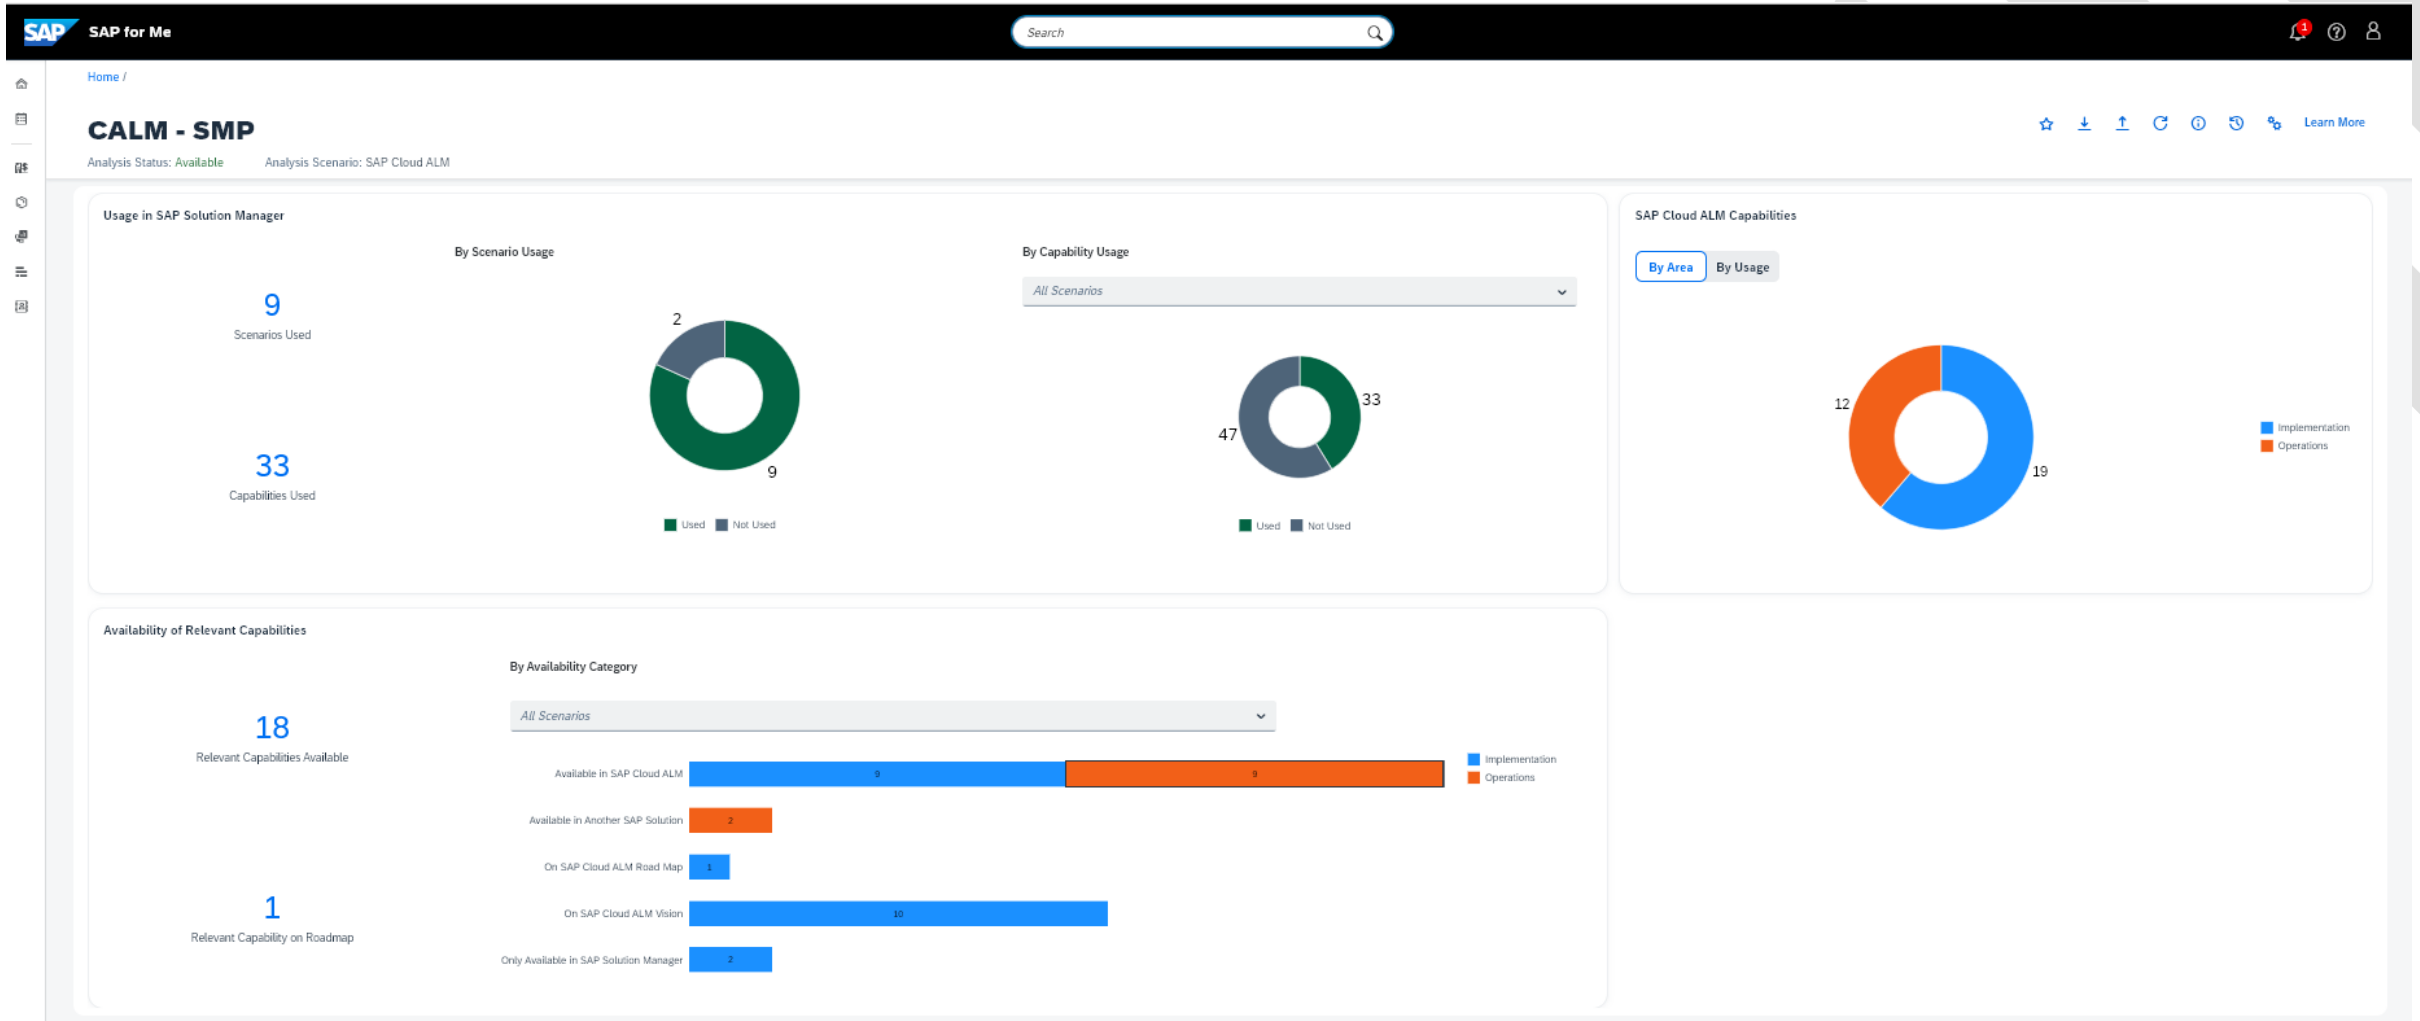 SAP SAP for Me
Search
1
Home /
CALM - SMP
Learn More
Analysis Status: Available Analysis Scenario: SAP Cloud ALM
Usage in SAP Solution Manager
9
Scenarios Used
33
Capabilities Used
By Scenario Usage
2
9
Used Not Used
By Capability Usage
All Scenarios
33
47
Used Not Used
SAP Cloud ALM Capabilities
By Area By Usage
12
19
Implementation
Operations
Availability of Relevant Capabilities
18
Relevant Capabilities Available
1
Relevant Capability on Roadmap
By Availability Category
All Scenarios
Available in SAP Cloud ALM 9 9
Available in Another SAP Solution 2
On SAP Cloud ALM Road Map 1
On SAP Cloud ALM Vision 10
Only Available in SAP Solution Manager 2
Implementation
Operations